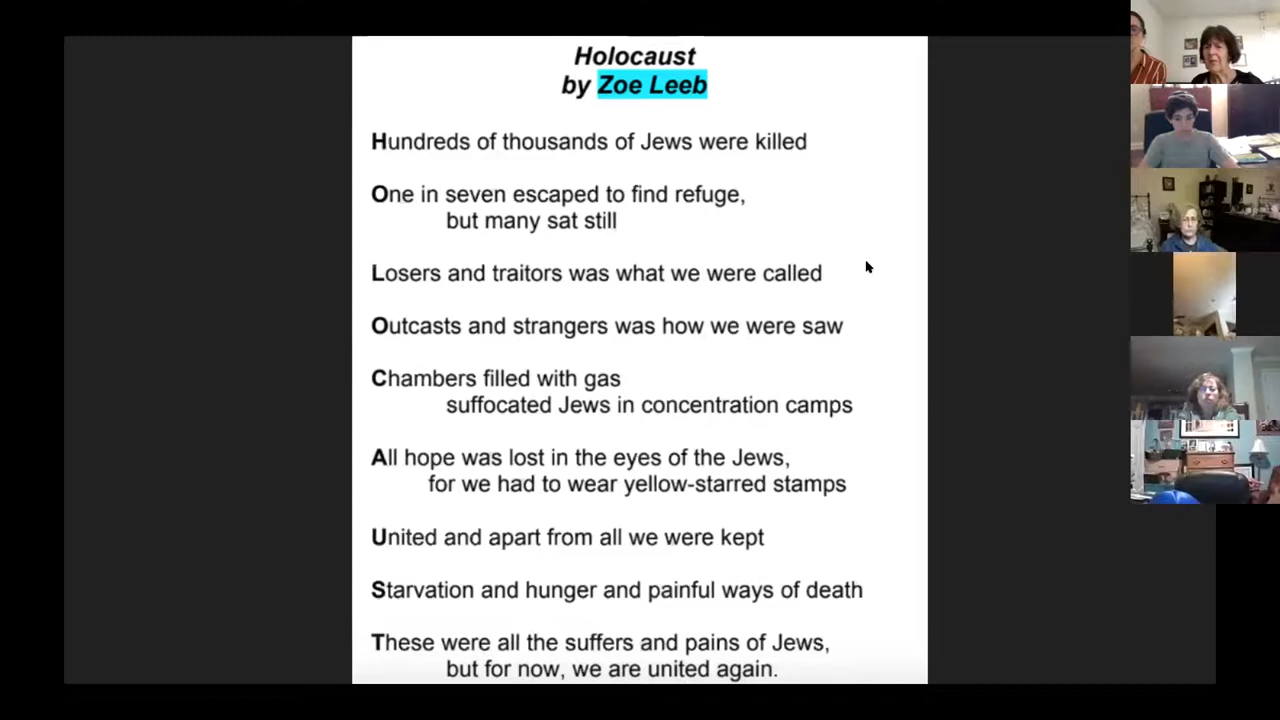 Holocaust
by Zoe Leeb
Hundreds of thousands of Jews were killed
One in seven escaped to find refuge,
but many sat still
Losers and traitors was what we were called
Outcasts and strangers was how we were saw
Chambers filled with gas
suffocated Jews in concentration camps
All hope was lost in the eyes of the Jews,
for we had to wear yellow-starred stamps
United and apart from all we were kept
Starvation and hunger and painful ways of death
These were all the suffers and pains of Jews,
but for now, we are united again.